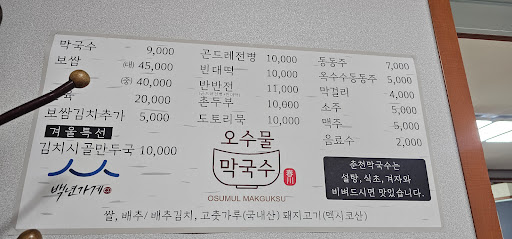 막국수 9,000
보쌈 (대) 45,000
(중) 40,000
20,000
보쌈김치추가 5,000
겨울특선
김치시골만두국 10,000
백년가게
곤드레전병 10,000
빈대떡 10,000
반반전 11,000
촌두부 10,000
도토리묵 10,000
오수물
막국수
OSUMUL MAKGUKSU
동동주 7,000
옥수수동동주 5,000
막걸리 4,000
소주 5,000
맥주 5,000
음료수 2,000
춘천막국수는
설탕, 식초, 겨자와
비벼드시면 맛있습니다.
쌀, 배추/ 배추김치, 고춧가루(국내산) 돼지고기(멕시코산)